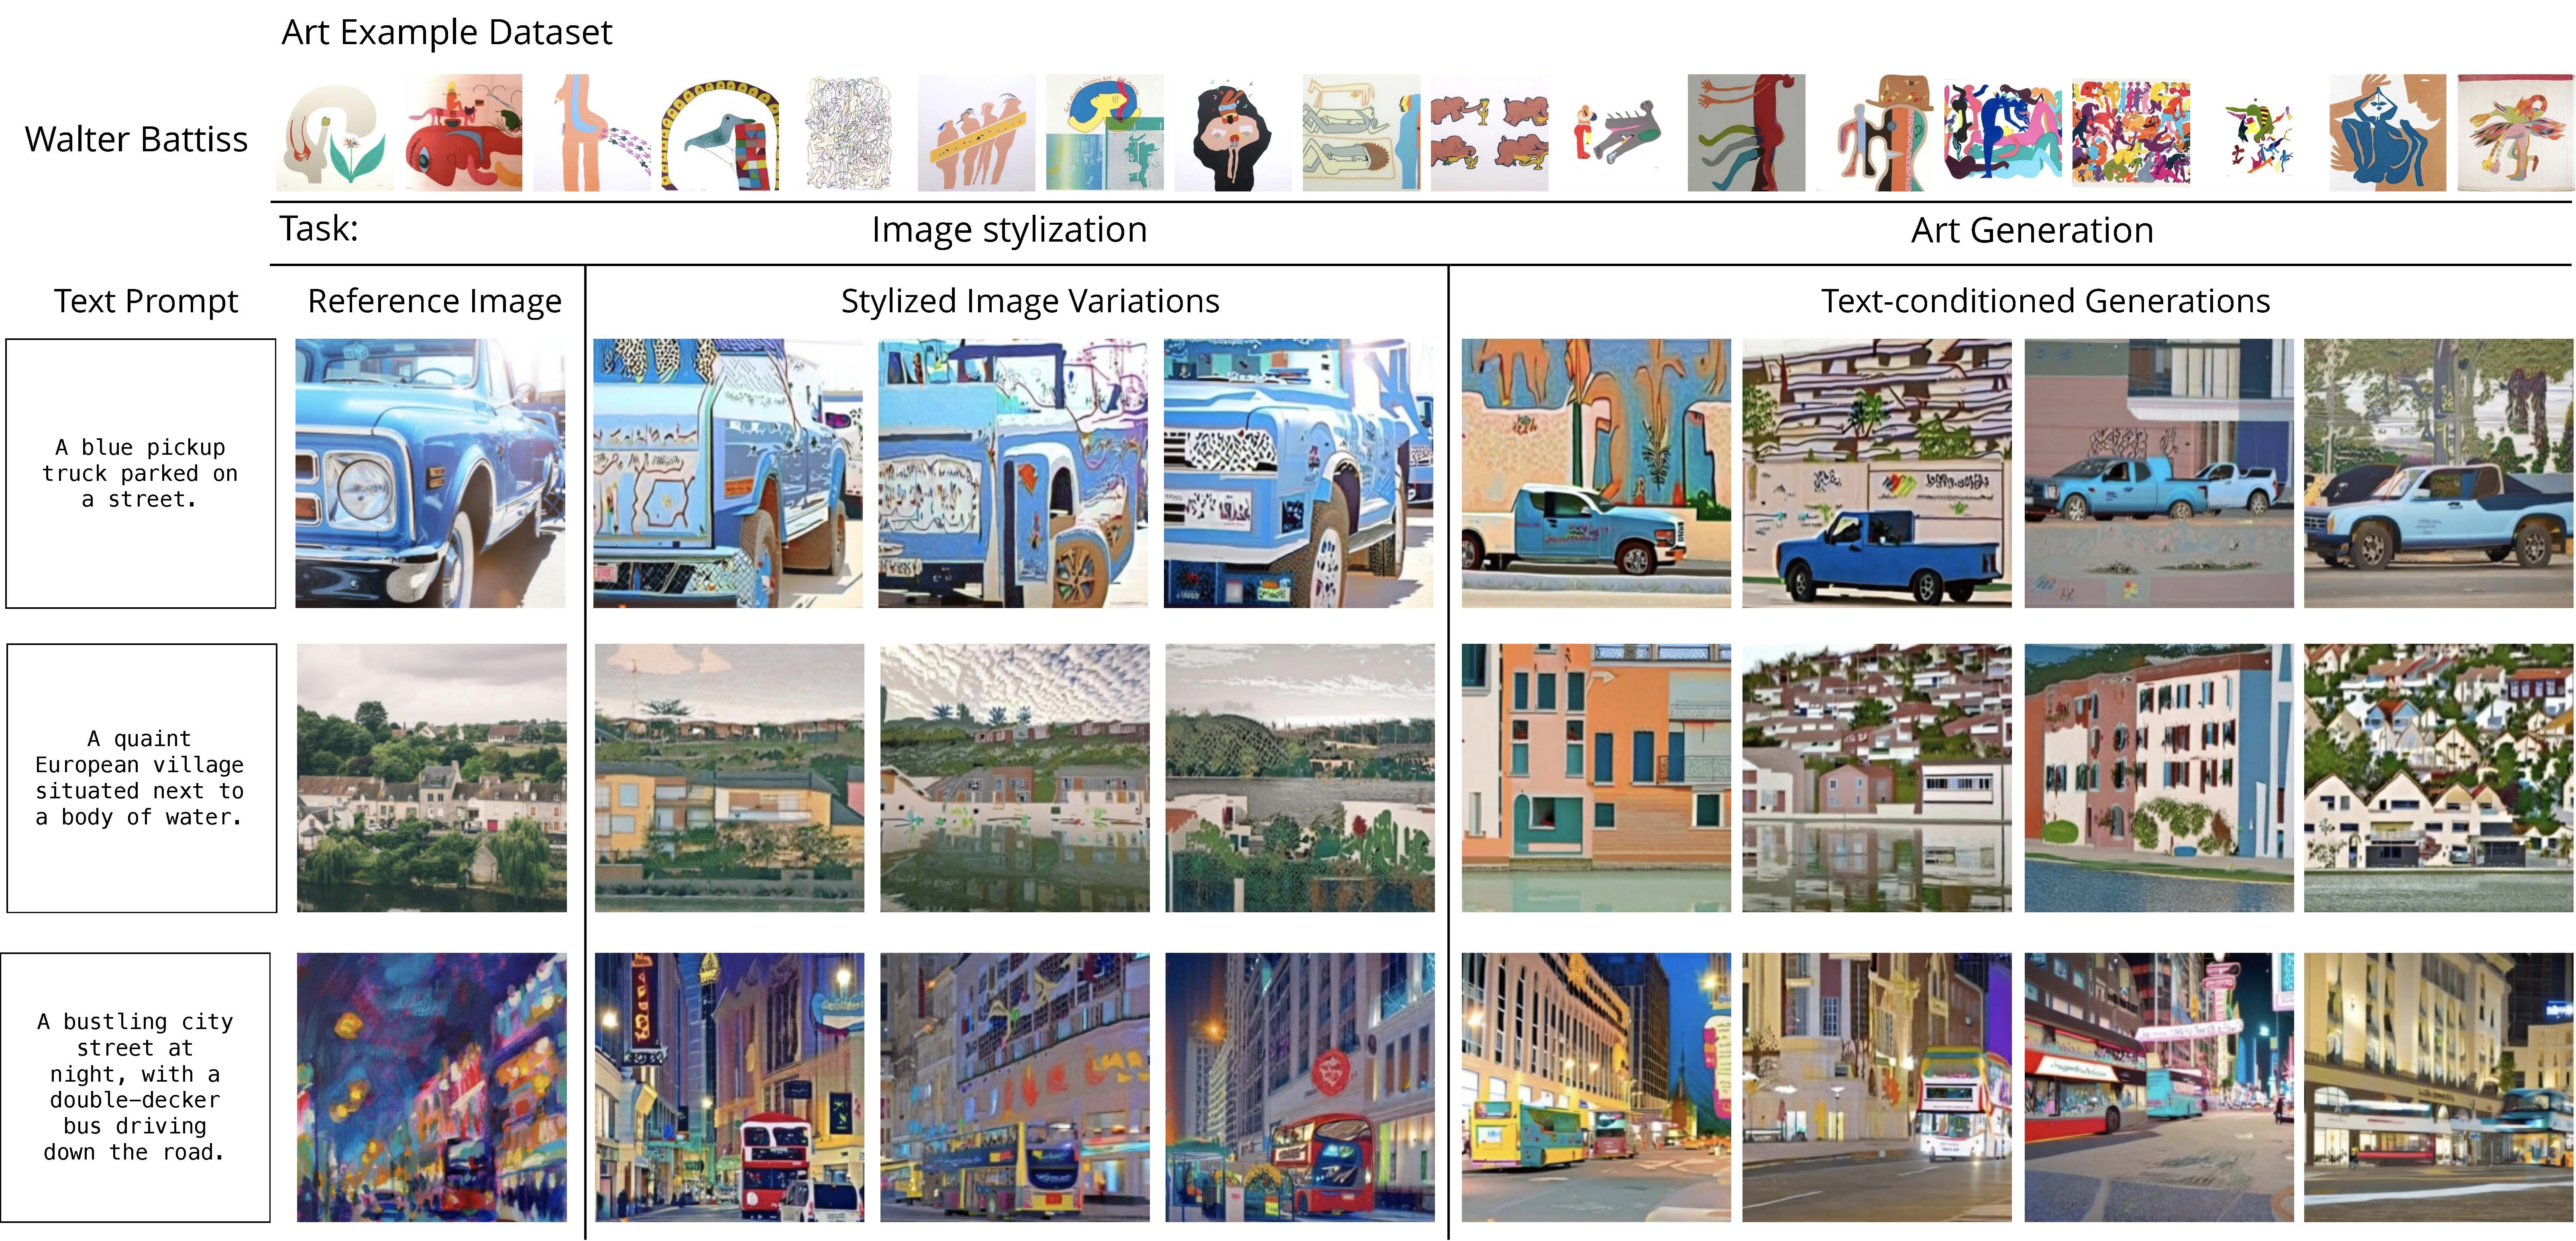 Art Example Dataset
Walter Battiss
Task:
Image stylization
Art Generation
Text Prompt
Reference Image
Stylized Image Variations
Text-conditioned Generations
A blue pickup
truck parked on
a street.
A quaint
European village
situated next to
a body of water.
A bustling city
street at
night, with a
double-decker
bus driving
down the road.